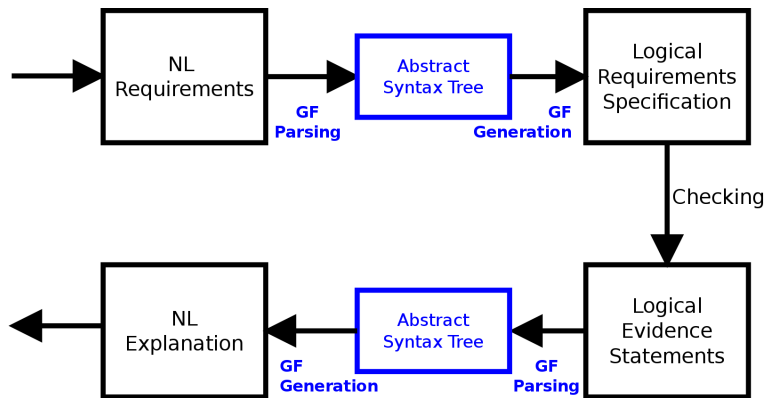 NL
Requirements
GF
Parsing
Abstract
Syntax Tree
GF
Generation
Logical
Requirements
Specification
Checking
Logical
Evidence
Statements
GF
Parsing
Abstract
Syntax Tree
GF
Generation
NL
Explanation